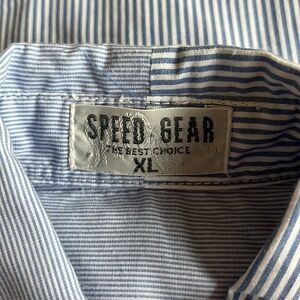 SPEED GEAR
THE BEST CHOICE
XL